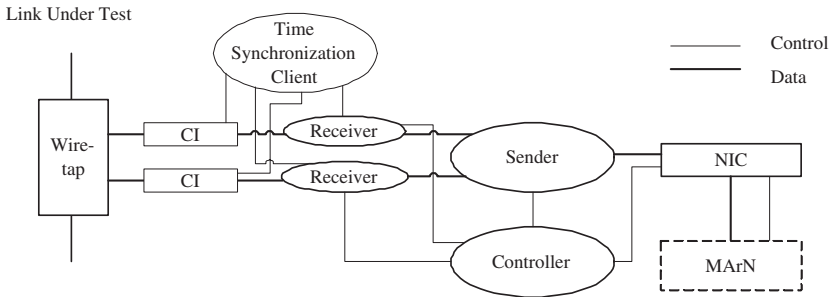 Link Under Test
Time
Synchronization
Client
Control
Data
Wire-
tap
CI
Receiver
Sender
NIC
CI
Receiver
Controller
MArN